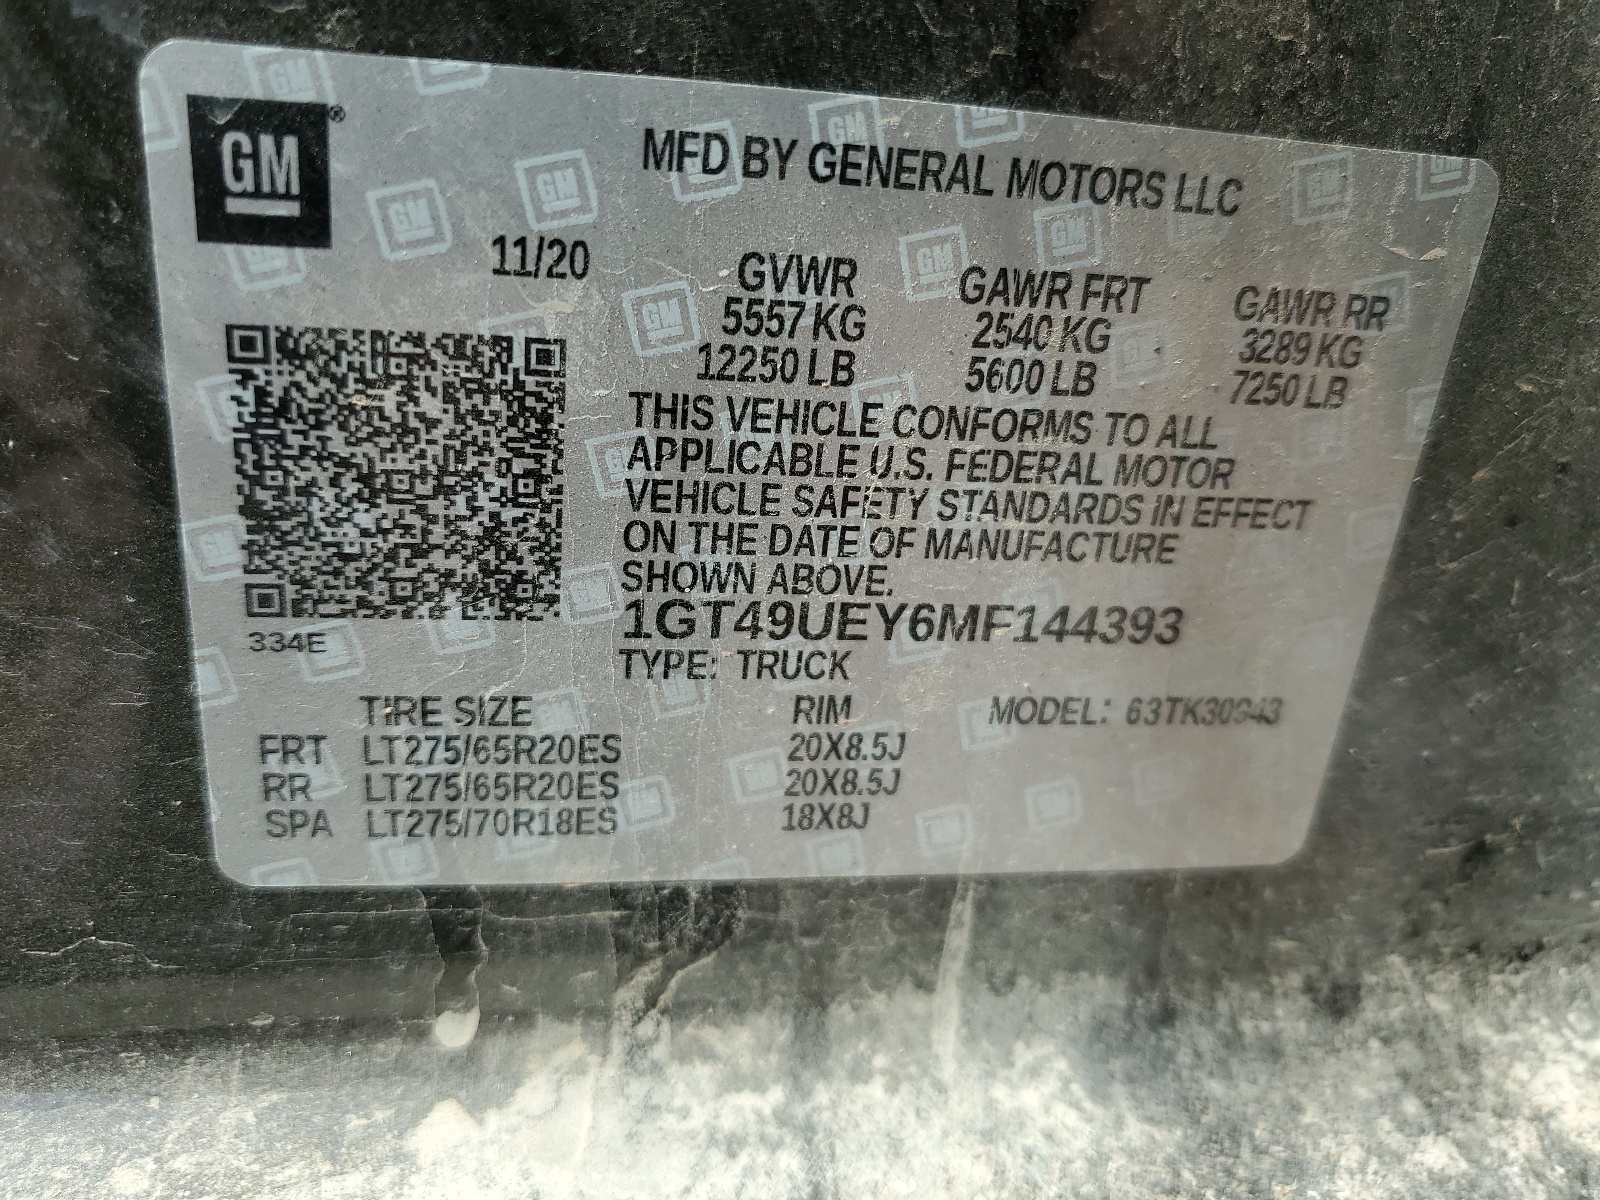 GM®
MFD BY GENERAL MOTORS LLC
11/20
GVWR GAWR FRT GAWR RR
5557 KG 2540 KG 3289 KG
12250 LB 5600 LB 7250 LB
THIS VEHICLE CONFORMS TO ALL
APPLICABLE U.S. FEDERAL MOTOR
VEHICLE SAFETY STANDARDS IN EFFECT
ON THE DATE OF MANUFACTURE
SHOWN ABOVE.
1GT49UEY6MF144393
334E
TYPE: TRUCK
TIRE SIZE RIM MODEL: 63TK30943
FRT LT275/65R20ES 20X8.5J
RR LT275/65R20ES 20X8.5J
SPA LT275/70R18ES 18X8J